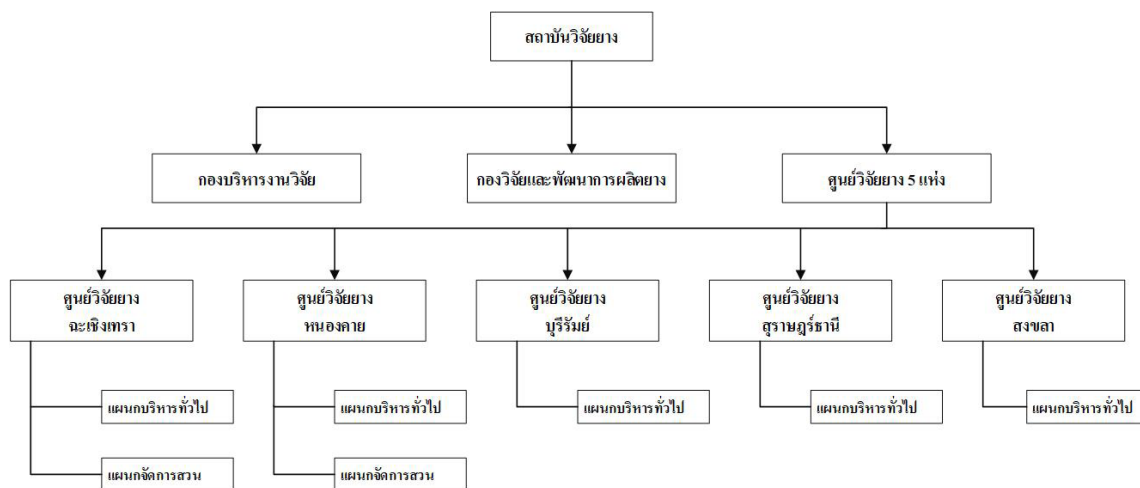 สถาบันวิจัยยาง
กองบริหารงานวิจัย
กองวิจัยและพัฒนาการผลิตยาง
ศูนย์วิจัยยาง 5 แห่ง
ศูนย์วิจัยยาง
ฉะเชิงเทรา
ศูนย์วิจัยยาง
หนองคาย
ศูนย์วิจัยยาง
บุรีรัมย์
ศูนย์วิจัยยาง
สุราษฎร์ธานี
ศูนย์วิจัยยาง
สงขลา
แผนกบริหารทั่วไป
แผนกบริหารทั่วไป
แผนกบริหารทั่วไป
แผนกบริหารทั่วไป
แผนกบริหารทั่วไป
แผนกจัดการสวน
แผนกจัดการสวน